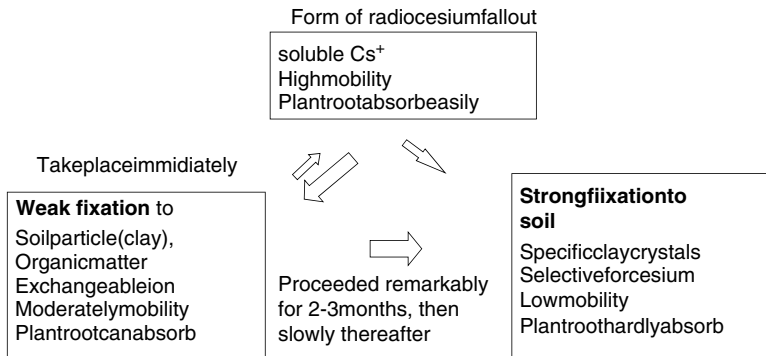 Form of radiocesiumfallout
soluble Cs⁺
Highmobility
Plantrootabsorbeasily
Takeplaceimmidiately
Weak fixation to
Soilparticle(clay),
Organicmatter
Exchangeableion
Moderatelymobility
Plantrootcanabsorb
Proceeded remarkably
for 2-3months, then
slowly thereafter
Strongfiixationto
soil
Specificclaycrystals
Selectiveforcesium
Lowmobility
Plantroothardlyabsorb